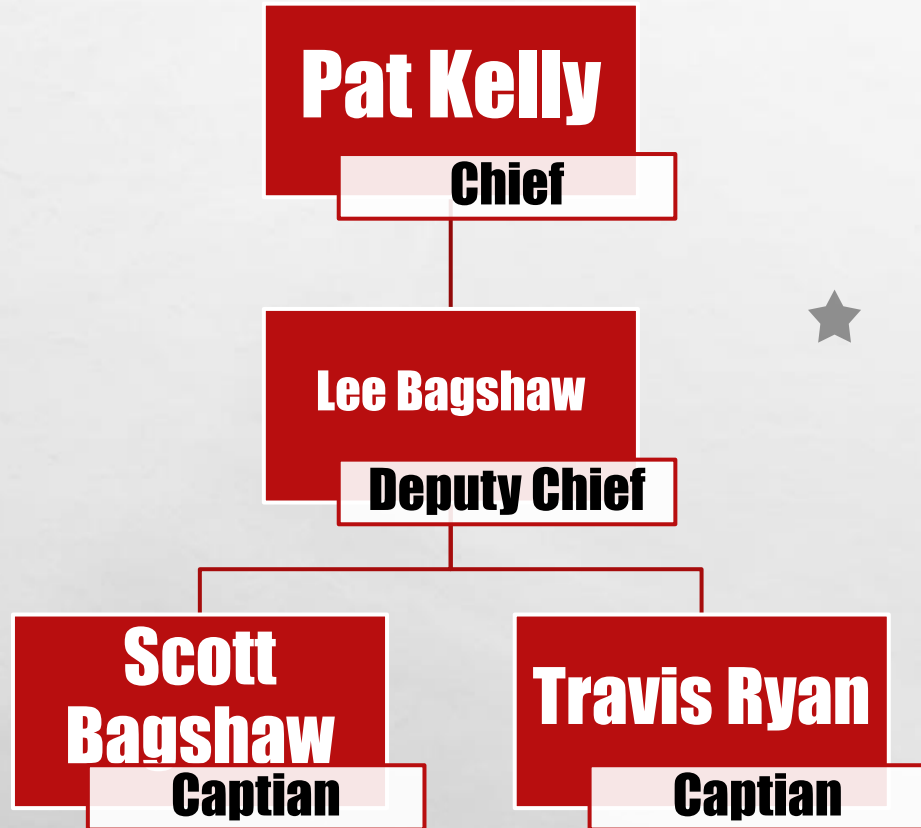 Pat Kelly
Chief
Lee Bagshaw
Deputy Chief
Scott
Bagshaw
Captian
Travis Ryan
Captian